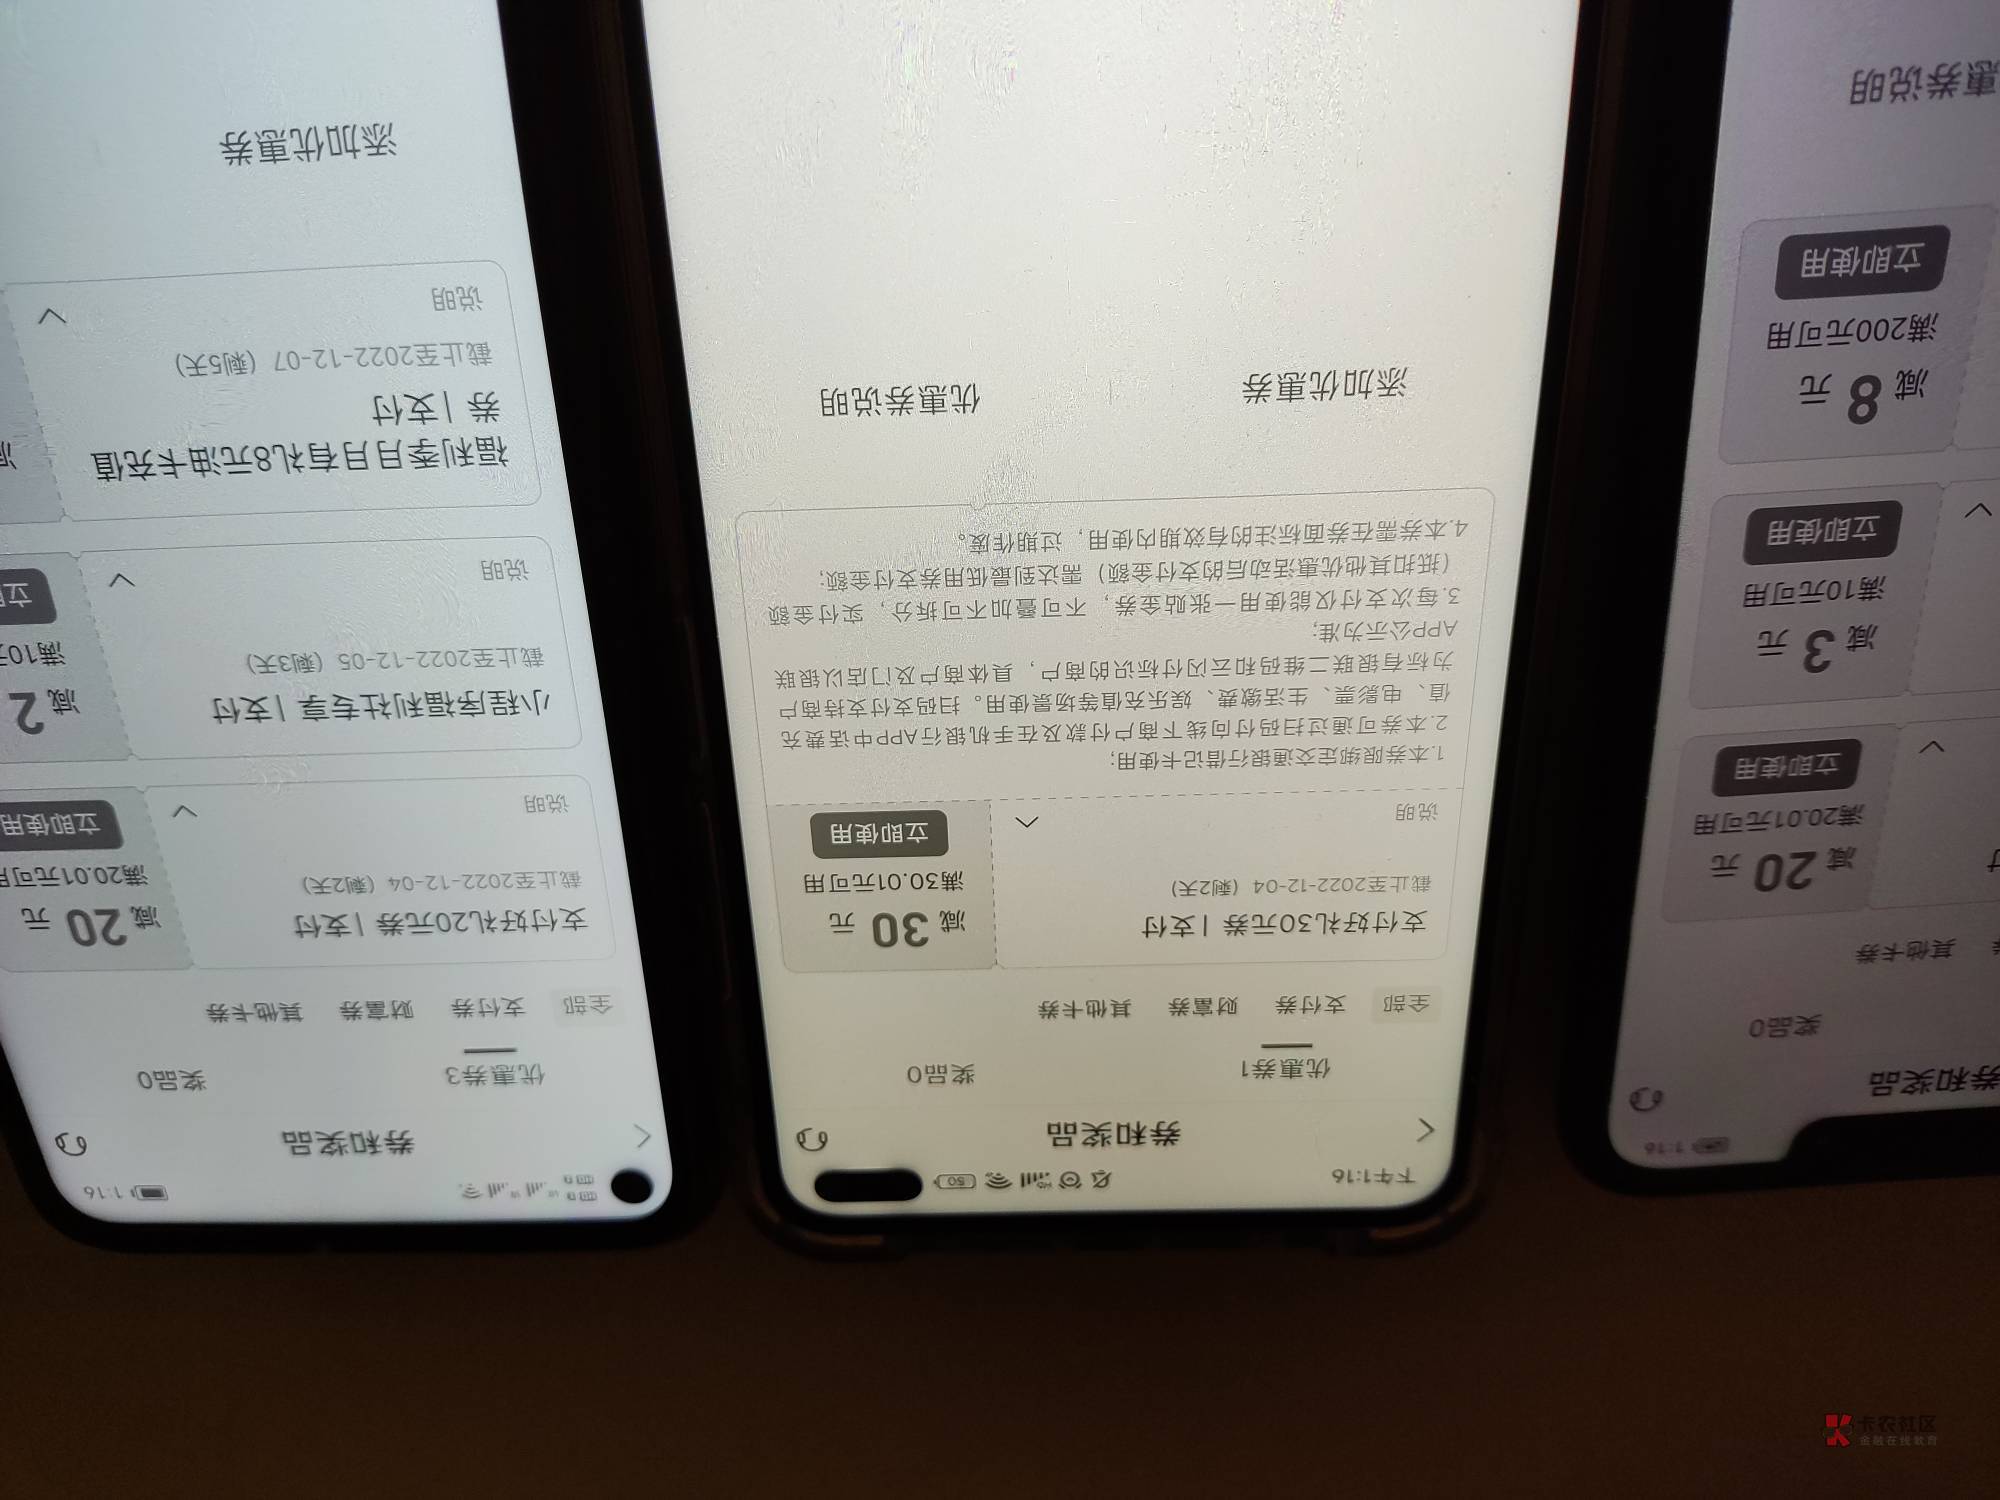 1:16
券和奖品
奖品0
其他卡券
减20元
满20.01元可用
立即使用
减3元
满10元可用
立即使用
减8元
满200元可用
立即使用
惠券说明
下午1:16
50
券和奖品
优惠券1
奖品0
全部
支付券
财富券
其他卡券
支付好礼30元券 | 支付
截止至2022-12-04（剩2天）
说明
减30元
满30.01元可用
立即使用
1.本券限绑定交通银行借记卡使用;
2.本券可通过扫码付向线下商户付款及在手机银行APP中话费充
值、电影票、生活缴费、娱乐充值等场景使用。扫码支付支持商户
为标有银联二维码和云闪付标识的商户，具体商户及门店以银联
APP公示为准;
3.每次支付仅能使用一张贴金券，不可叠加不可拆分，实付金额
（抵扣其他优惠活动后的支付金额）需达到最低用券支付金额;
4.本券需在券面标注的有效期内使用，过期作废。
添加优惠券
优惠券说明
1:16
券和奖品
优惠券3
奖品0
全部
支付券
财富券
其他卡券
支付好礼20元券 | 支付
截止至2022-12-04（剩2天）
说明
减20元
满20.01元可用
立即使用
小程序福利社专享 | 支付
截止至2022-12-05（剩3天）
说明
减2
满10元
立即
福利季月月有礼8元油卡充值
券 | 支付
截止至2022-12-07（剩5天）
说明
减
添加优惠券
卡农社区
金融在线教育